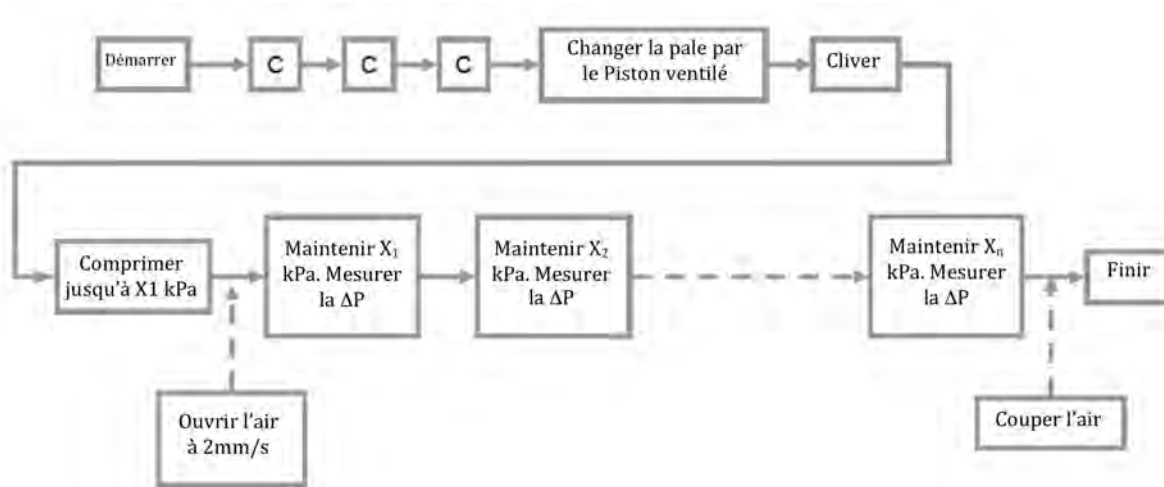 Démarrer
C
C
C
Changer la pale par
le Piston ventilé
Cliver
Comprimer
jusqu'à X1 kPa
Maintenir X₁
kPa. Mesurer
la ΔP
Maintenir X₂
kPa. Mesurer
la ΔP
Maintenir Xₙ
kPa. Mesurer
la ΔP
Finir
Ouvrir l'air
à 2mm/s
Couper l'air